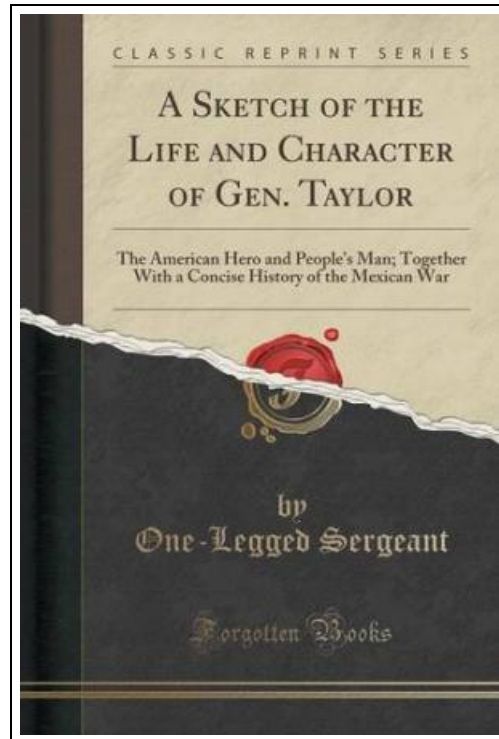 CLASSIC REPRINT SERIES
A SKETCH OF THE
LIFE AND CHARACTER
OF GEN. TAYLOR
The American Hero and People's Man; Together
With a Concise History of the Mexican War
F
by
One-Legged Sergeant
Forgotten Books